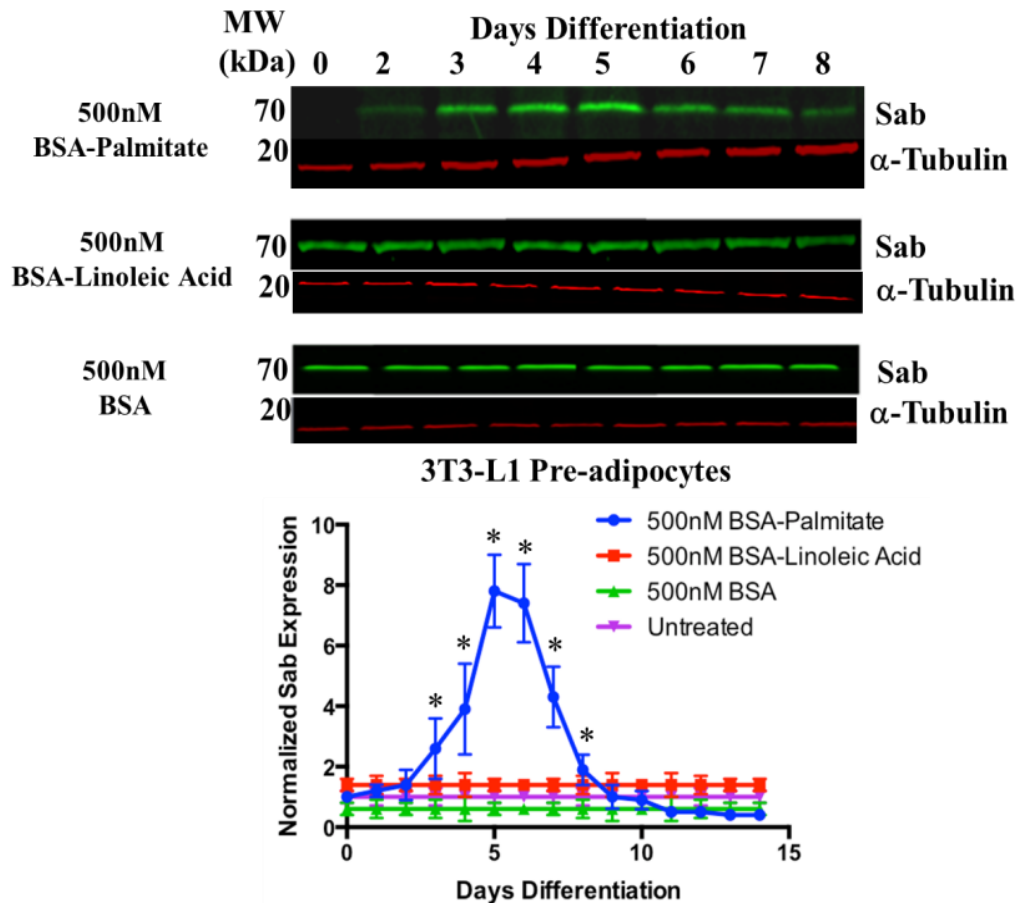 MW
(kDa)
Days Differentiation
0 2 3 4 5 6 7 8
500nM
BSA-Palmitate
70
Sab
20
α-Tubulin
500nM
BSA-Linoleic Acid
70
Sab
20
α-Tubulin
500nM
BSA
70
Sab
20
α-Tubulin
3T3-L1 Pre-adipocytes
Normalized Sab Expression
10
8
6
4
2
0
* * * * * *
500nM BSA-Palmitate
500nM BSA-Linoleic Acid
500nM BSA
Untreated
0 5 10 15
Days Differentiation